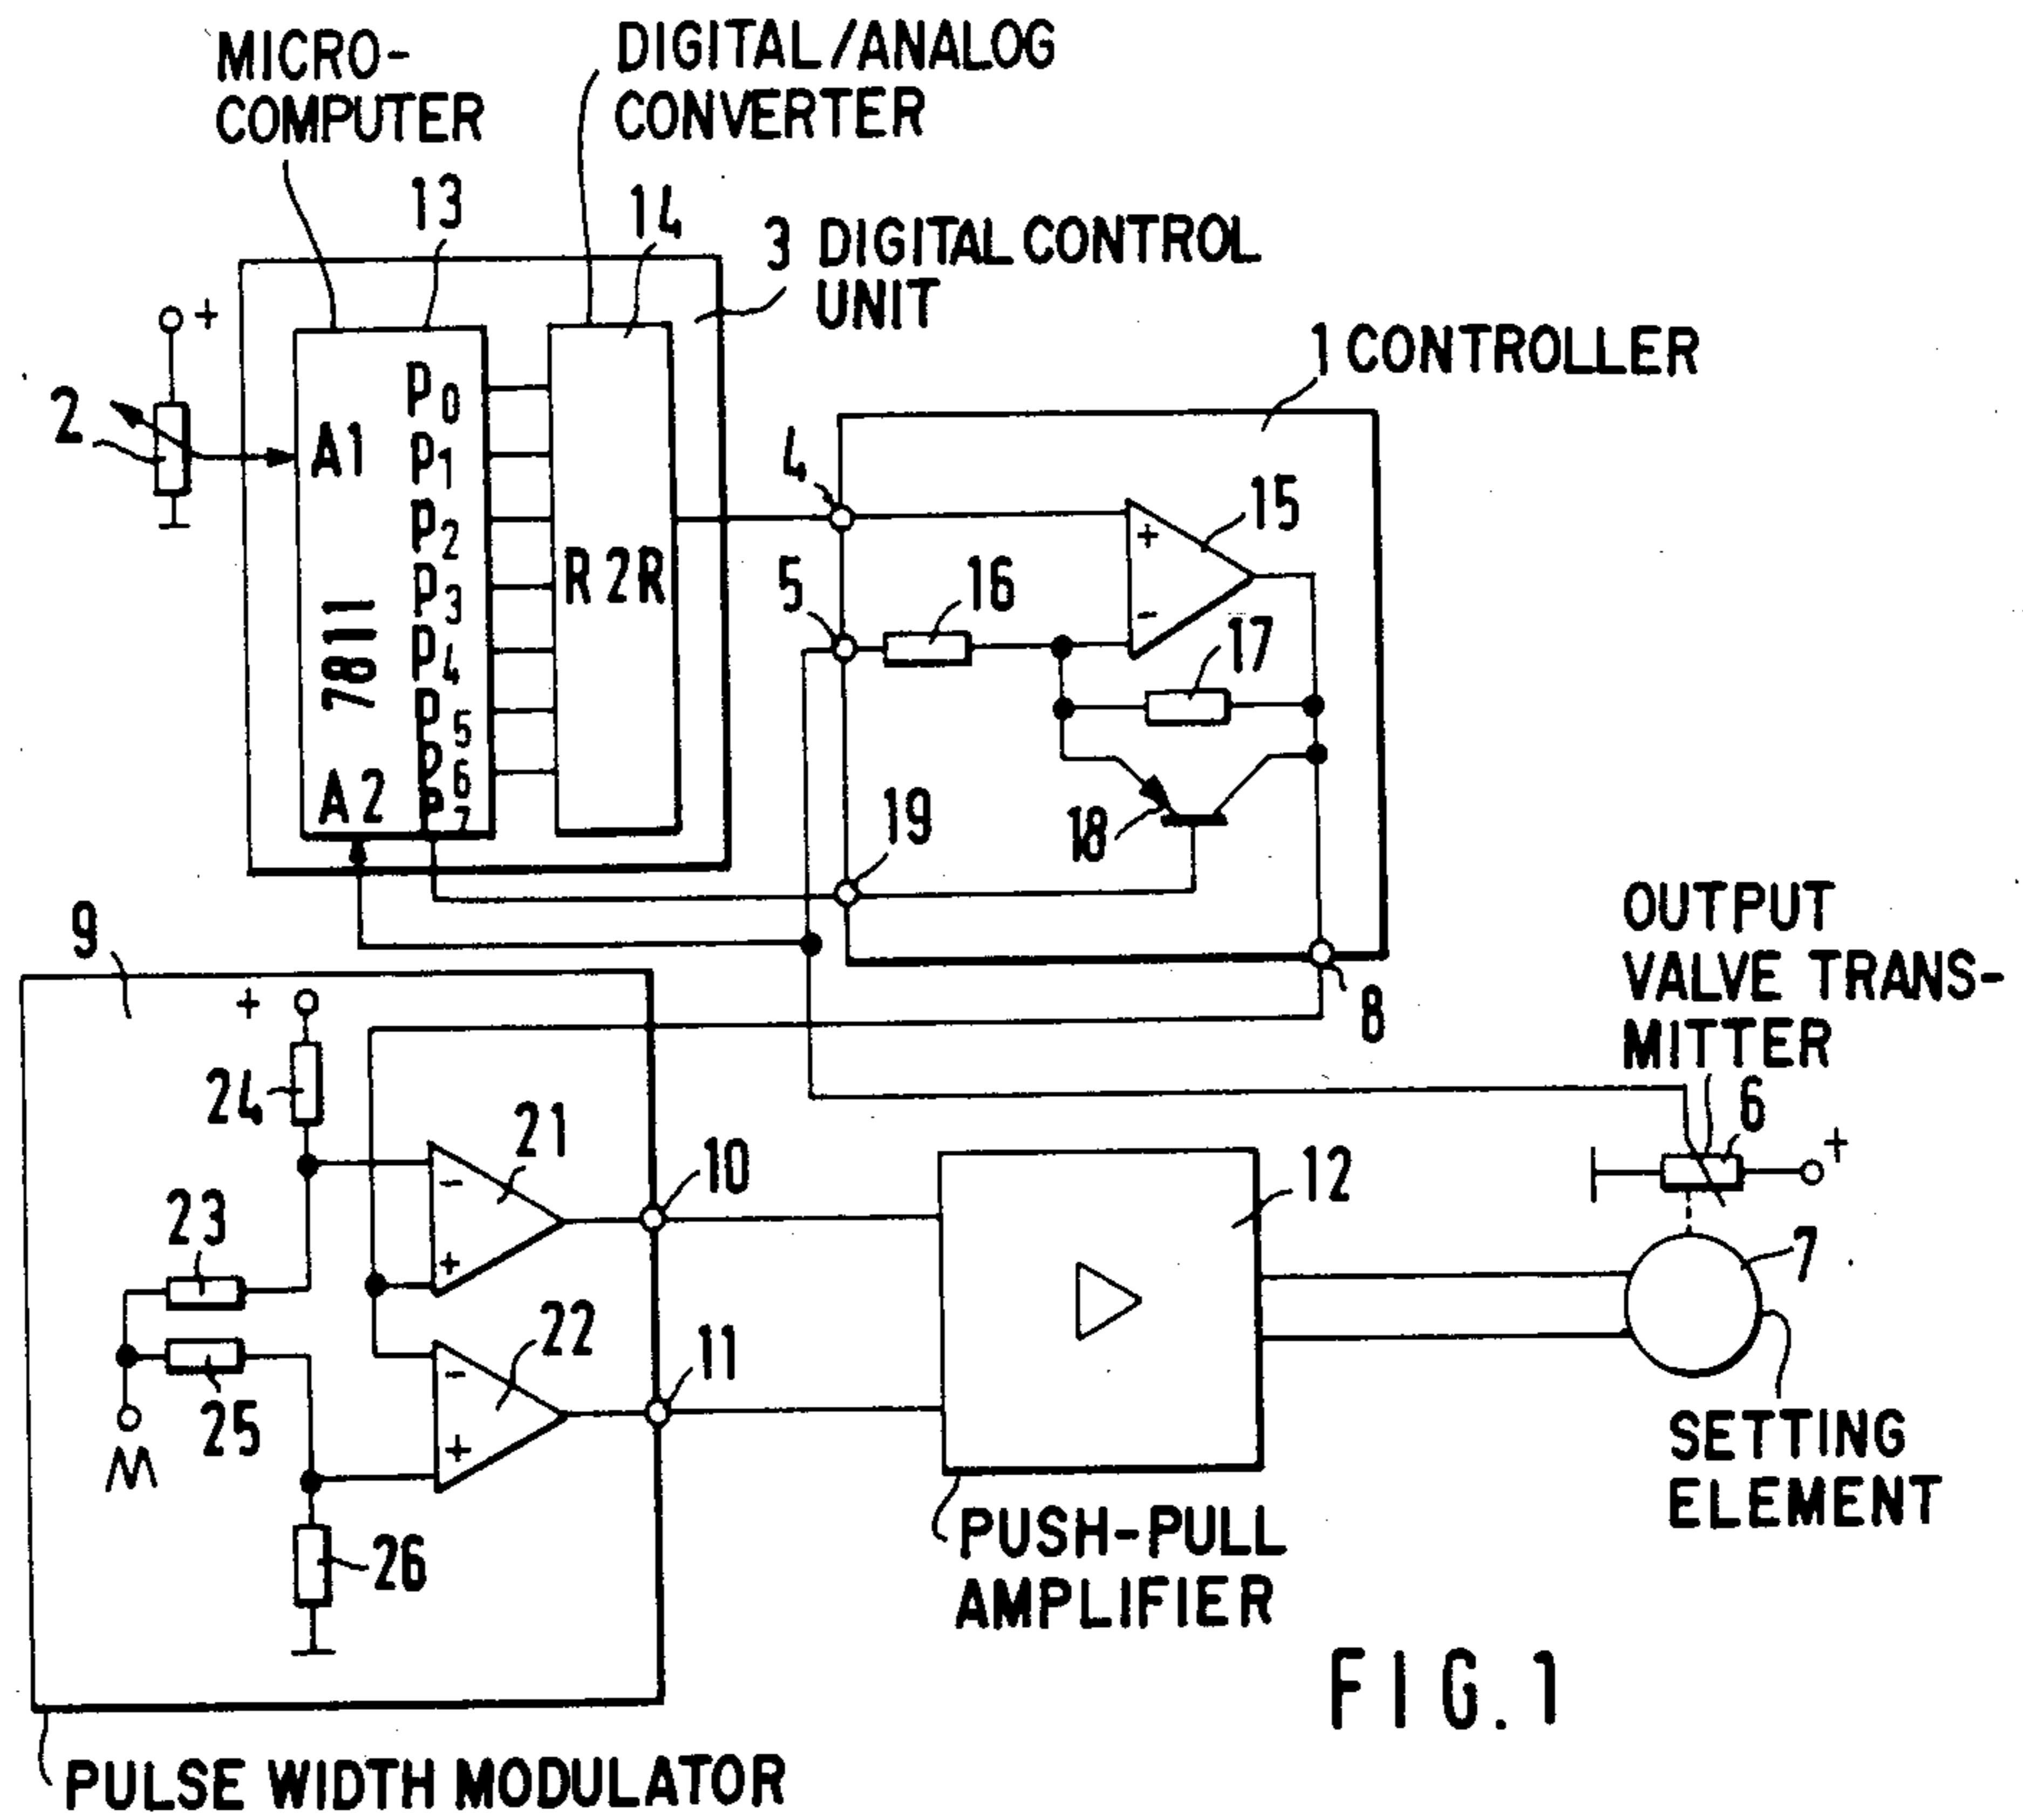 MICRO-
COMPUTER
DIGITAL/ANALOG
CONVERTER
13
14
3 DIGITAL CONTROL
UNIT
1 CONTROLLER
+
2
A1
P0
P1
P2
P3
P4
P5
P6
P7
7811
A2
R2R
4
5
16
+
-
15
17
18
19
8
OUTPUT
VALVE TRANS-
MITTER
6
+
9
+
24
21
-
+
10
23
22
-
+
11
25
26
12
7
SETTING
ELEMENT
PUSH-PULL
AMPLIFIER
FIG.1
PULSE WIDTH MODULATOR